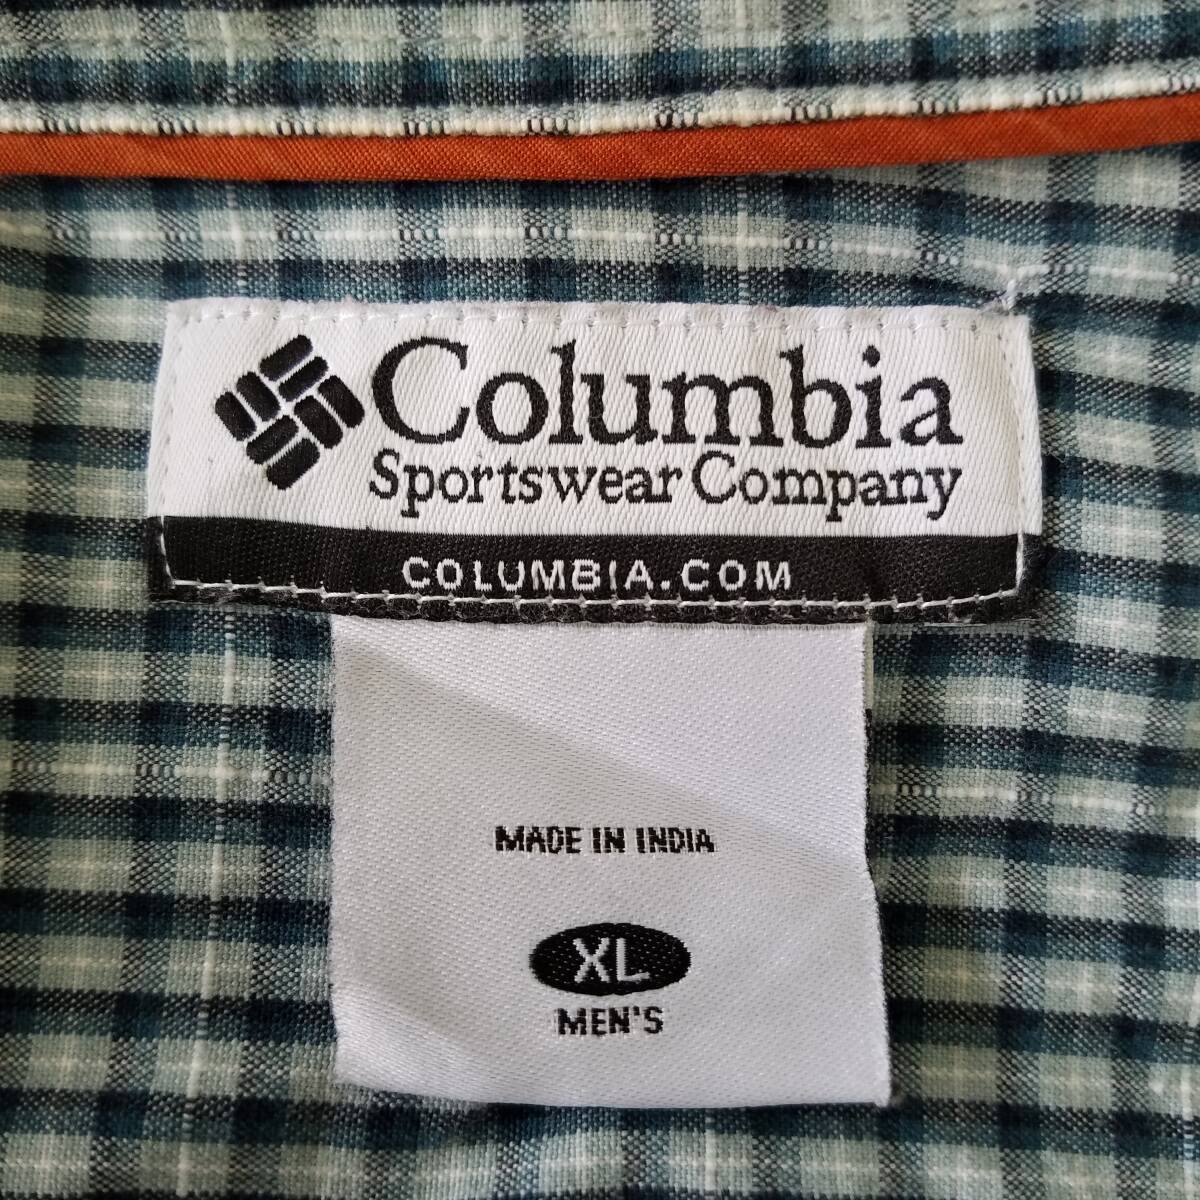 Columbia
Sportswear Company
COLUMBIA.COM
MADE IN INDIA
XL
MEN'S